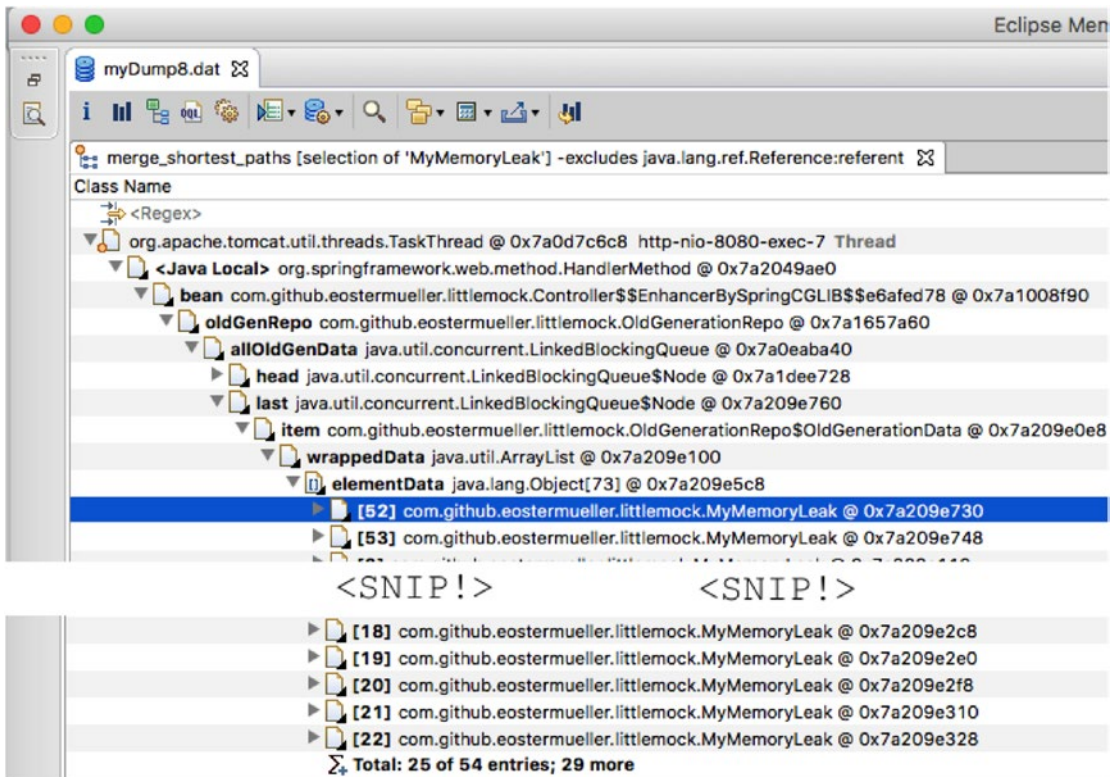 Eclipse Mem
myDump8.dat
i OQL
merge_shortest_paths [selection of 'MyMemoryLeak'] -excludes java.lang.ref.Reference:referent
Class Name
<Regex>
org.apache.tomcat.util.threads.TaskThread @ 0x7a0d7c6c8 http-nio-8080-exec-7 Thread
<Java Local> org.springframework.web.method.HandlerMethod @ 0x7a2049ae0
bean com.github.eostermueller.littlemock.Controller$$EnhancerBySpringCGLIB$$e6afed78 @ 0x7a1008f90
oldGenRepo com.github.eostermueller.littlemock.OldGenerationRepo @ 0x7a1657a60
allOldGenData java.util.concurrent.LinkedBlockingQueue @ 0x7a0eaba40
head java.util.concurrent.LinkedBlockingQueue$Node @ 0x7a1dee728
last java.util.concurrent.LinkedBlockingQueue$Node @ 0x7a209e760
item com.github.eostermueller.littlemock.OldGenerationRepo$OldGenerationData @ 0x7a209e0e8
wrappedData java.util.ArrayList @ 0x7a209e100
elementData java.lang.Object[73] @ 0x7a209e5c8
[52] com.github.eostermueller.littlemock.MyMemoryLeak @ 0x7a209e730
[53] com.github.eostermueller.littlemock.MyMemoryLeak @ 0x7a209e748
<SNIP!> <SNIP!>
[18] com.github.eostermueller.littlemock.MyMemoryLeak @ 0x7a209e2c8
[19] com.github.eostermueller.littlemock.MyMemoryLeak @ 0x7a209e2e0
[20] com.github.eostermueller.littlemock.MyMemoryLeak @ 0x7a209e2f8
[21] com.github.eostermueller.littlemock.MyMemoryLeak @ 0x7a209e310
[22] com.github.eostermueller.littlemock.MyMemoryLeak @ 0x7a209e328
Total: 25 of 54 entries; 29 more